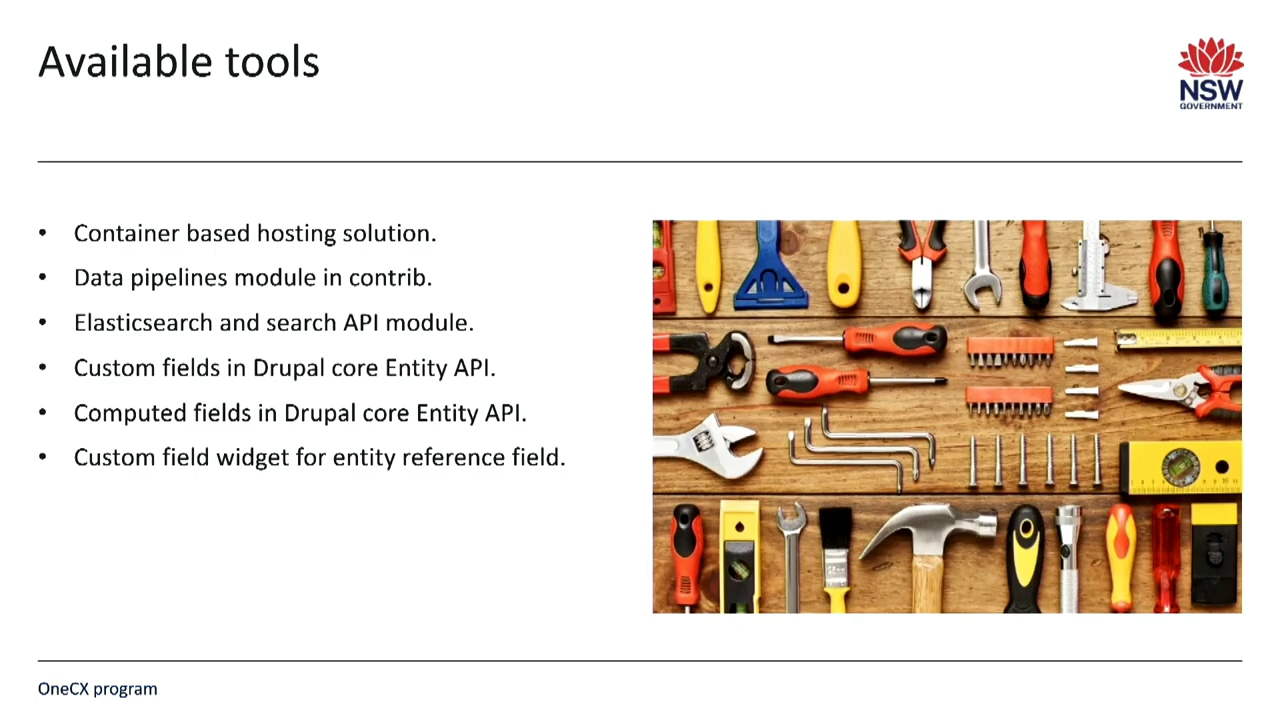 Available tools
NSW
GOVERNMENT
• Container based hosting solution.
• Data pipelines module in contrib.
• Elasticsearch and search API module.
• Custom fields in Drupal core Entity API.
• Computed fields in Drupal core Entity API.
• Custom field widget for entity reference field.
OneCX program